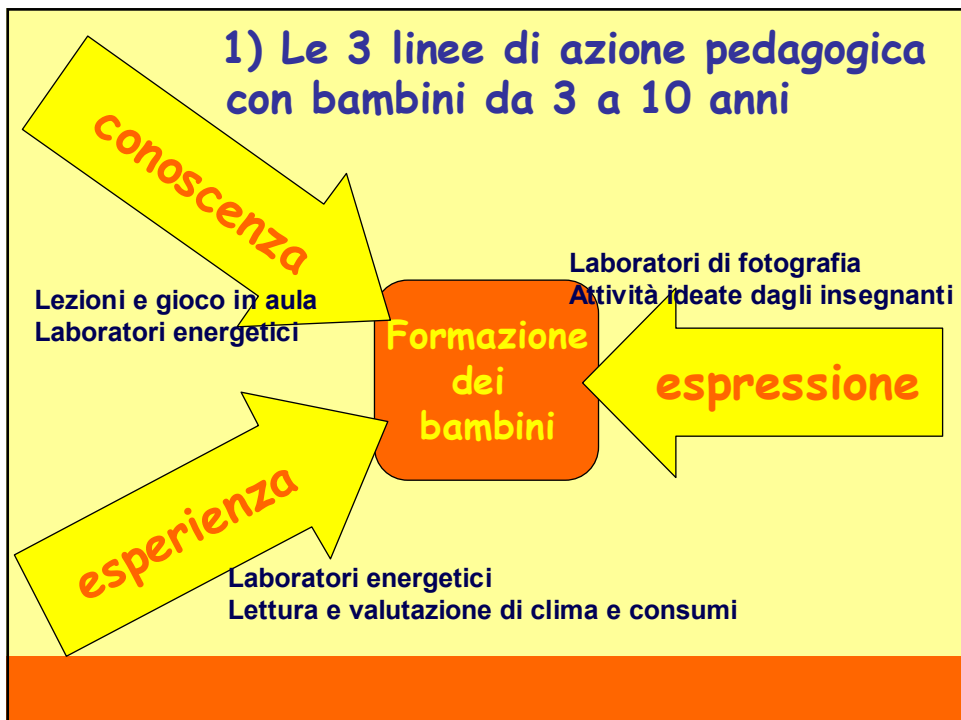 1) Le 3 linee di azione pedagogica
con bambini da 3 a 10 anni
conoscenza
Lezioni e gioco in aula
Laboratori energetici
Laboratori di fotografia
Attività ideate dagli insegnanti
Formazione
dei
bambini
espressione
esperienza
Laboratori energetici
Lettura e valutazione di clima e consumi